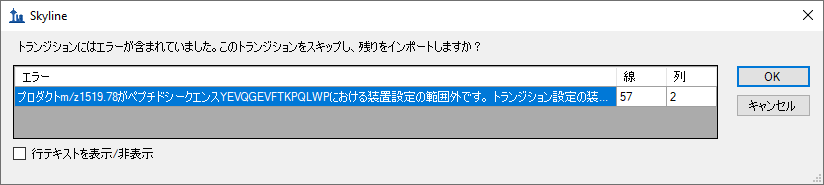 Skyline
トランジションにはエラーが含まれていました。このトランジションをスキップし、残りをインポートしますか？
エラー 線 列
プロダクトm/z1519.78がペプチドシークエンスYEVQGEVFTKPQLWPにおける装置設定の範囲外です。トランジション設定の装... 57 2
OK
キャンセル
行テキストを表示/非表示